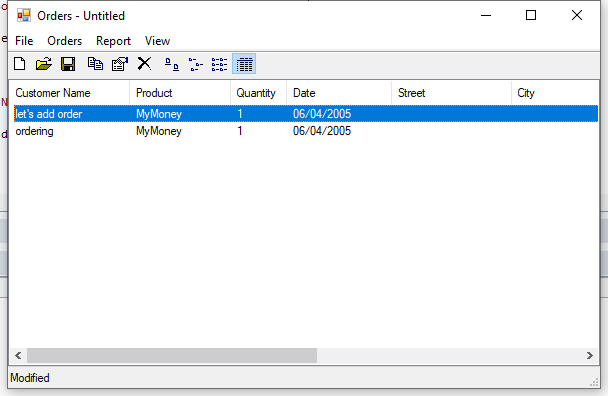 Orders - Untitled
File Orders Report View
Customer Name Product Quantity Date Street City
let's add order MyMoney 1 06/04/2005
ordering MyMoney 1 06/04/2005
Modified